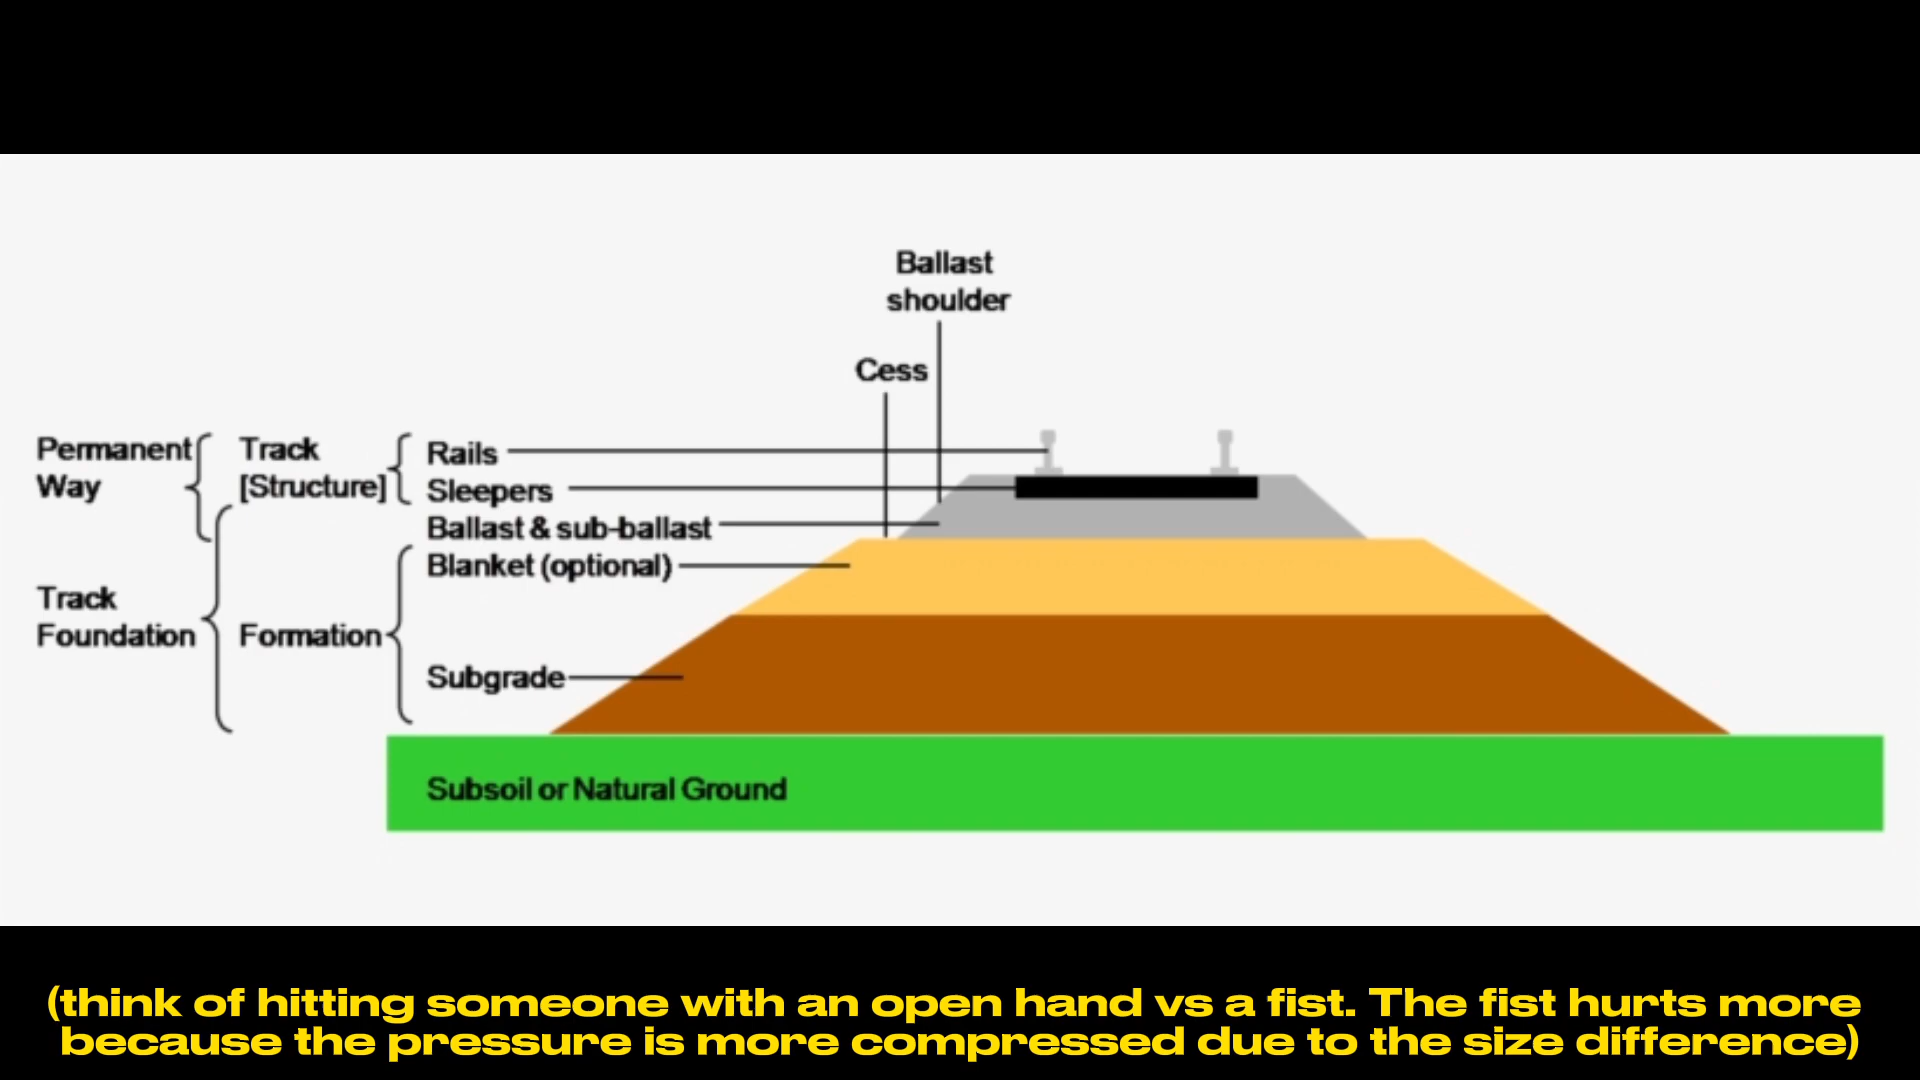 Ballast
shoulder
Cess
Permanent
Way
Track
[Structure]
Rails
Sleepers
Ballast & sub-ballast
Blanket (optional)
Track
Foundation
Formation
Subgrade
Subsoil or Natural Ground
(think of hitting someone with an open hand vs a fist. The fist hurts more
because the pressure is more compressed due to the size difference)